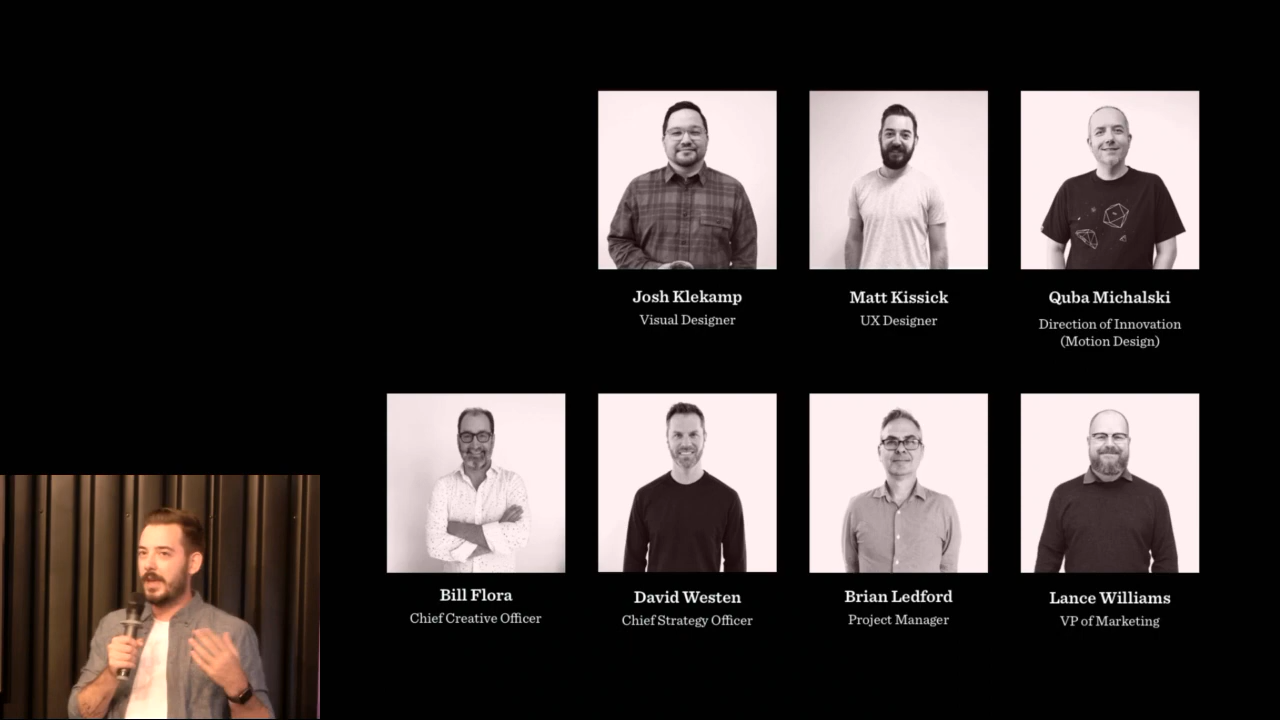 Josh Klekamp
Visual Designer
Matt Kissick
UX Designer
Quba Michalski
Direction of Innovation
(Motion Design)
Bill Flora
Chief Creative Officer
David Westen
Chief Strategy Officer
Brian Ledford
Project Manager
Lance Williams
VP of Marketing